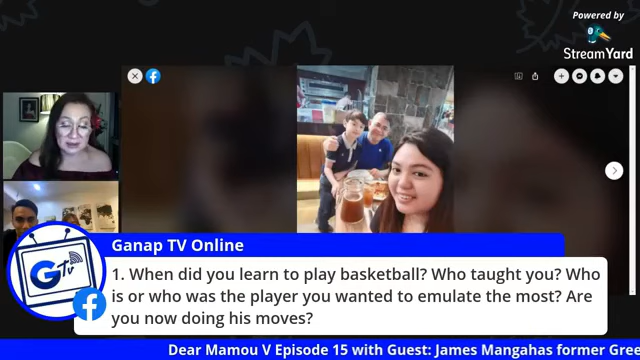 Powered by
StreamYard
Ganap TV Online
GTV
1. When did you learn to play basketball? Who taught you? Who
is or who was the player you wanted to emulate the most? Are
you now doing his moves?
Dear Mamou V Episode 15 with Guest: James Mangahas former Gree